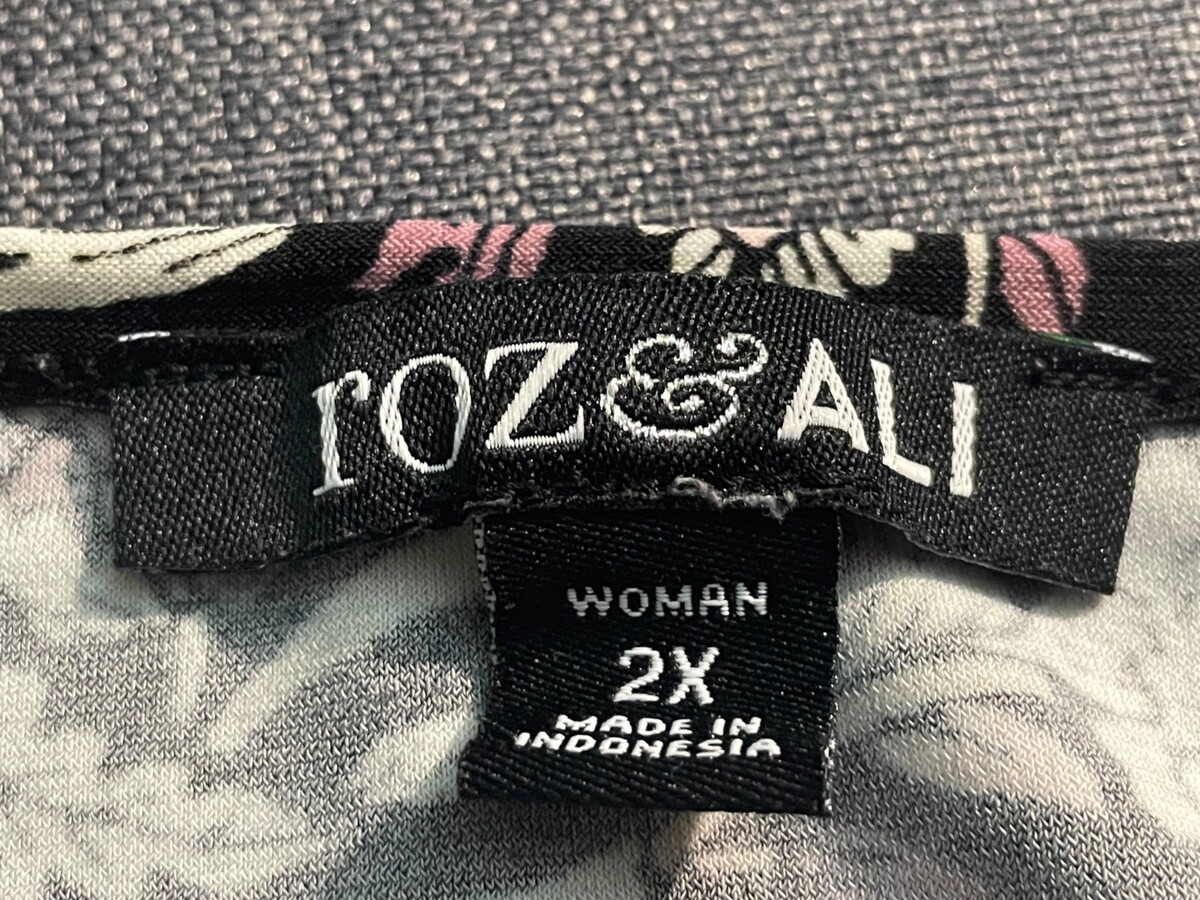 rOZ & ALI
WOMAN
2X
MADE IN
INDONESIA